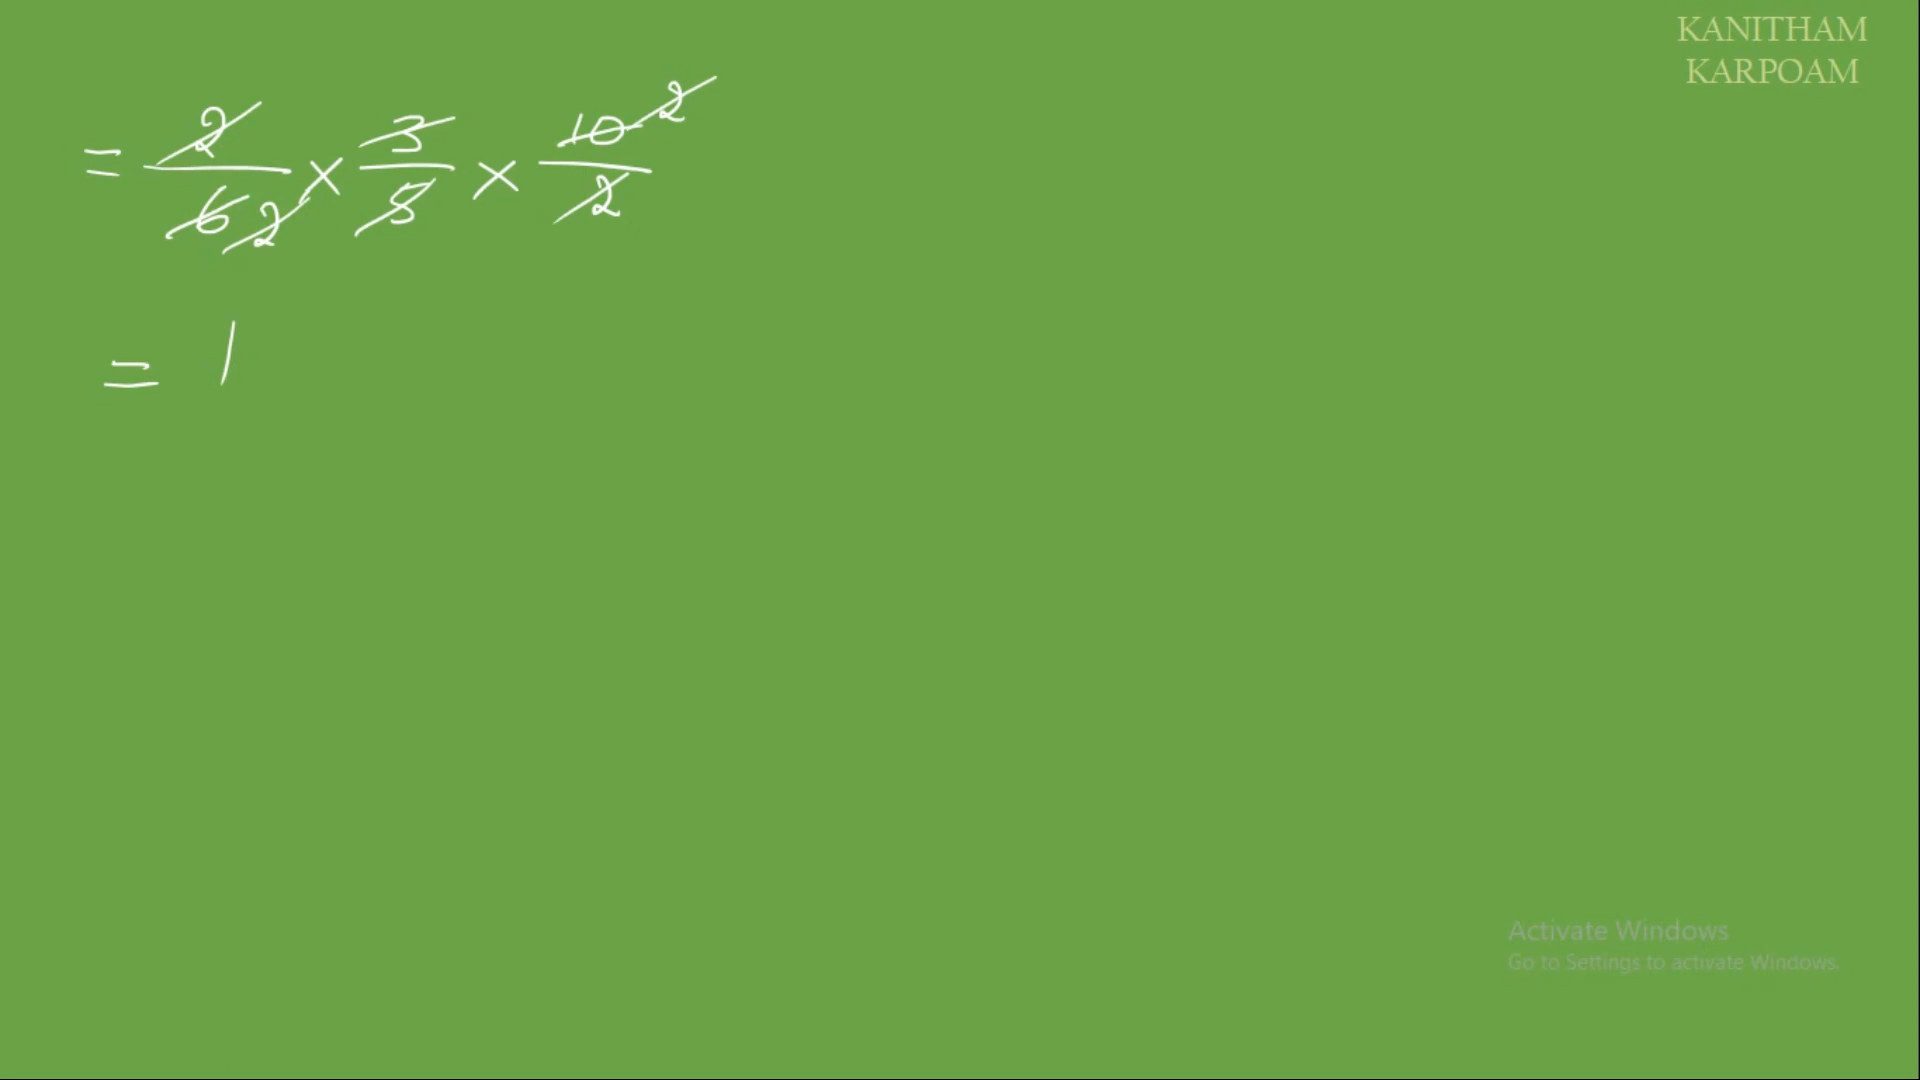 KANITHAM
KARPOAM
= 2/6 2 × 3/5 × 10 2/2
= 1
Activate Windows
Go to Settings to activate Windows.